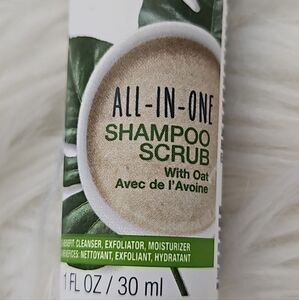 ALL-IN-ONE
SHAMPOO
SCRUB
With Oat
Avec de l'Avoine
CLEANSER, EXFOLIATOR, MOISTURIZER
NETTOYANT, EXFOLIANT, HYDRATANT
1 FL OZ / 30 ml